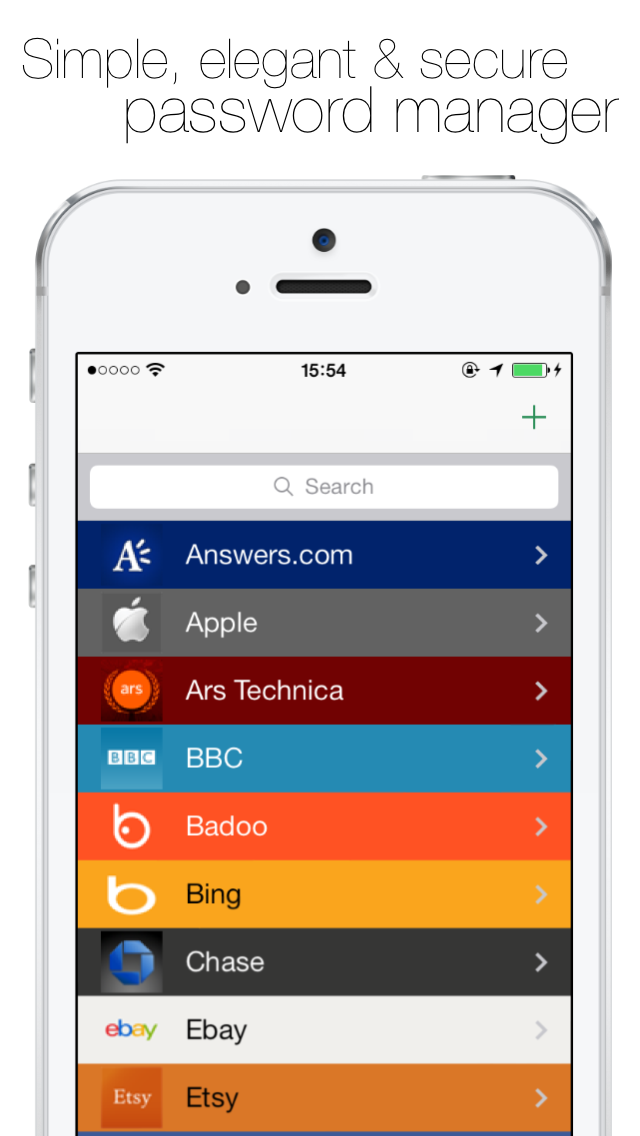 Simple, elegant & secure
password manager
15:54
Search
Answers.com
Apple
ars
Ars Technica
BBC
BBC
Badoo
Bing
Chase
ebay
Ebay
Etsy
Etsy